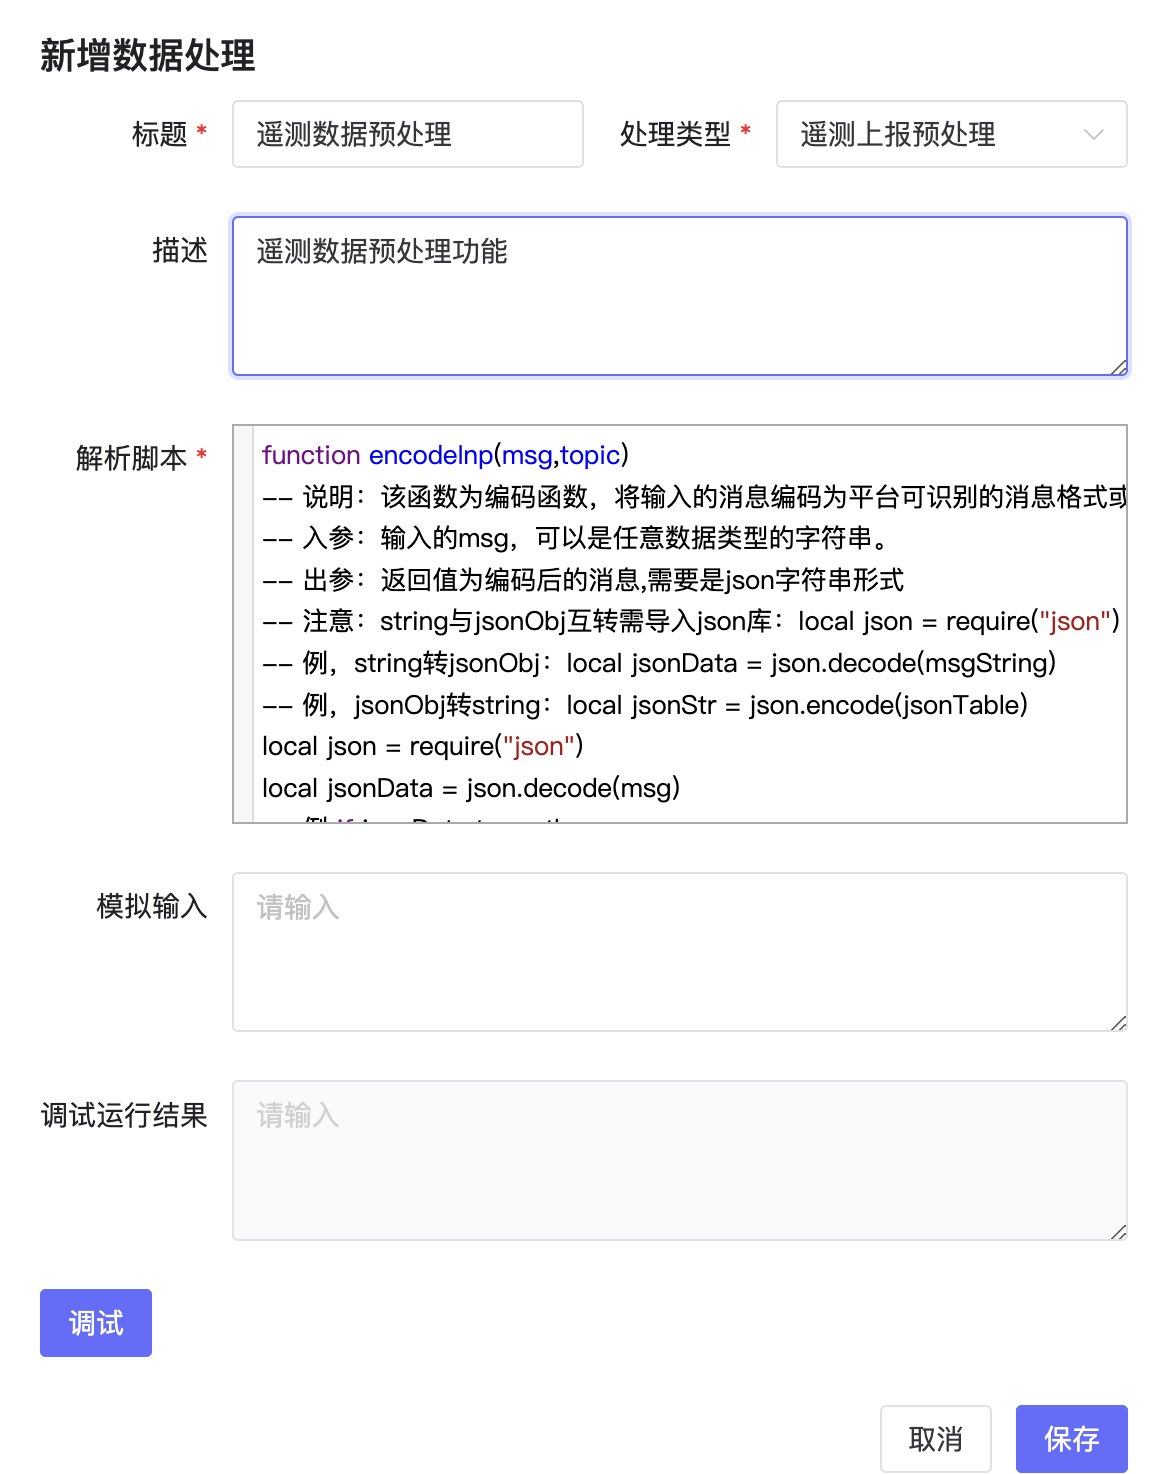 新增数据处理
标题 * 遥测数据预处理 处理类型 * 遥测上报预处理
描述 遥测数据预处理功能
解析脚本 *
function encodeInp(msg,topic)
-- 说明：该函数为编码函数，将输入的消息编码为平台可识别的消息格式或
-- 入参：输入的msg，可以是任意数据类型的字符串。
-- 出参：返回值为编码后的消息,需要是json字符串形式
-- 注意：string与jsonObj互转需导入json库：local json = require("json")
-- 例，string转jsonObj：local jsonData = json.decode(msgString)
-- 例，jsonObj转string：local jsonStr = json.encode(jsonTable)
local json = require("json")
local jsonData = json.decode(msg)
模拟输入 请输入
调试运行结果 请输入
调试
取消 保存